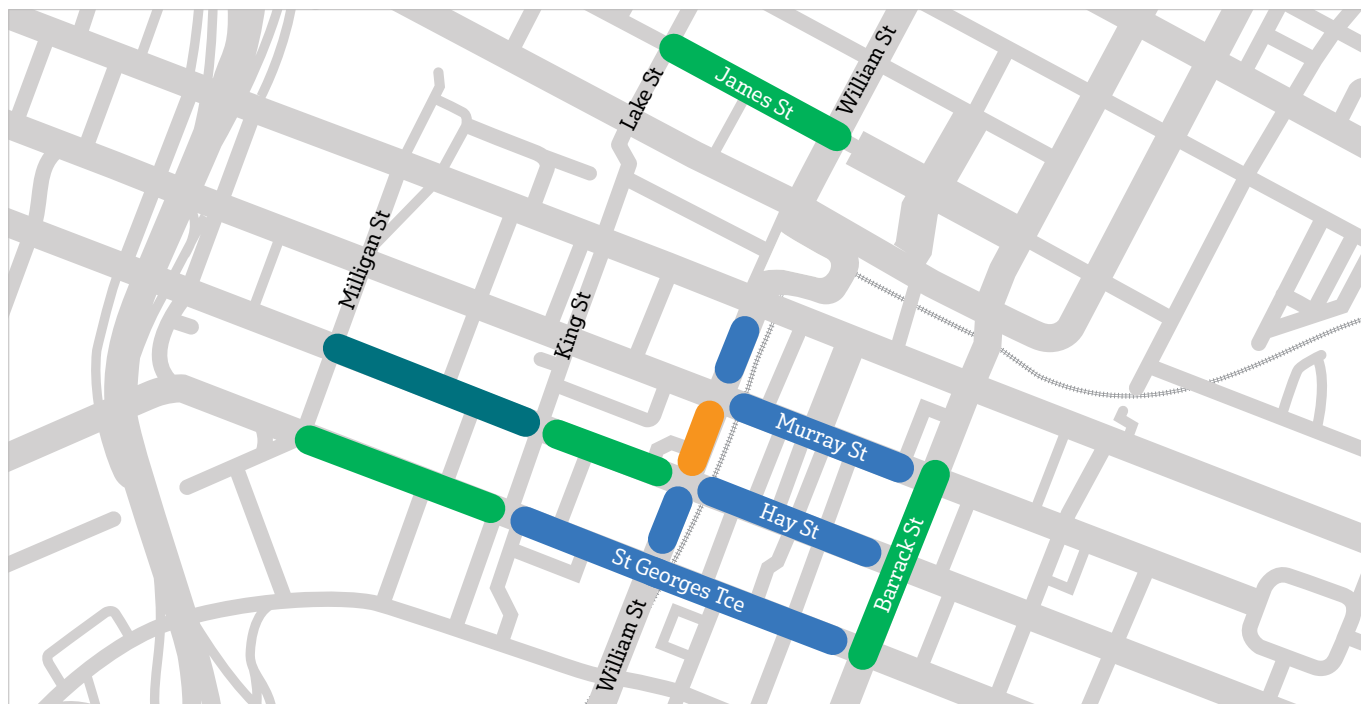 James St
William St
Lake St
Milligan St
King St
Murray St
Hay St
Barrack St
St Georges Tce
William St